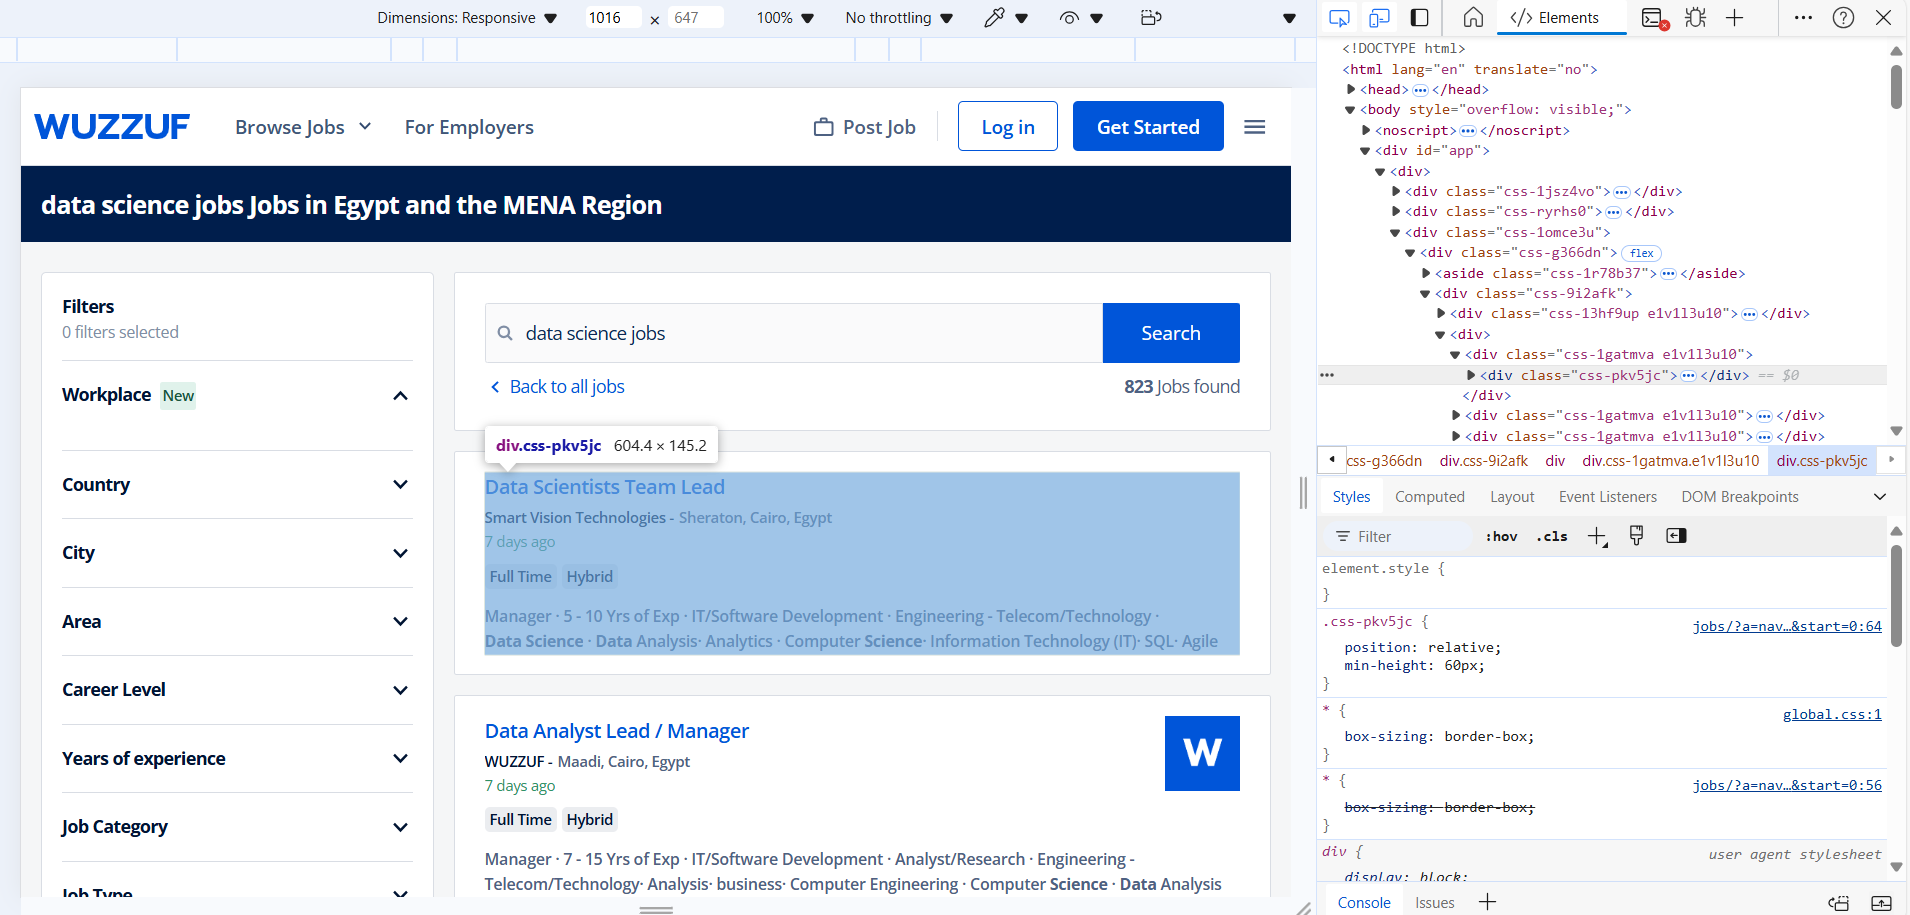 Dimensions: Responsive 1016 × 647 100% No throttling
WUZZUF Browse Jobs For Employers Post Job Log in Get Started
data science jobs Jobs in Egypt and the MENA Region
Filters
0 filters selected
Workplace New
Country
City
Area
Career Level
Years of experience
Job Category
Job Type
data science jobs Search
Back to all jobs 823 Jobs found
div.css-pkv5jc 604.4 × 145.2
Data Scientists Team Lead
Smart Vision Technologies - Sheraton, Cairo, Egypt
7 days ago
Full Time Hybrid
Manager · 5 - 10 Yrs of Exp · IT/Software Development · Engineering - Telecom/Technology ·
Data Science · Data Analysis· Analytics · Computer Science· Information Technology (IT)· SQL· Agile
Data Analyst Lead / Manager
W
WUZZUF - Maadi, Cairo, Egypt
7 days ago
Full Time Hybrid
Manager · 7 - 15 Yrs of Exp · IT/Software Development · Analyst/Research · Engineering -
Telecom/Technology· Analysis· business· Computer Engineering · Computer Science · Data Analysis
Elements
<!DOCTYPE html>
<html lang="en" translate="no">
<head> ••• </head>
<body style="overflow: visible;">
<noscript> ••• </noscript>
<div id="app">
<div>
<div class="css-1jsz4vo"> ••• </div>
<div class="css-ryrhs0"> ••• </div>
<div class="css-1omce3u">
<div class="css-g366dn"> flex
<aside class="css-1r78b37"> ••• </aside>
<div class="css-9i2afk">
<div class="css-13hf9up e1v1l3u10"> ••• </div>
<div>
<div class="css-1gatmva e1v1l3u10">
••• <div class="css-pkv5jc"> ••• </div> == $0
</div>
<div class="css-1gatmva e1v1l3u10"> ••• </div>
<div class="css-1gatmva e1v1l3u10"> ••• </div>
css-g366dn div.css-9i2afk div div.css-1gatmva.e1v1l3u10 div.css-pkv5jc
Styles Computed Layout Event Listeners DOM Breakpoints
Filter :hov .cls
element.style {
}
.css-pkv5jc { jobs/?a=nav…&start=0:64
position: relative;
min-height: 60px;
}
* { global.css:1
box-sizing: border-box;
}
* { jobs/?a=nav…&start=0:56
box-sizing: border-box;
}
div { user agent stylesheet
display: block;
Console Issues